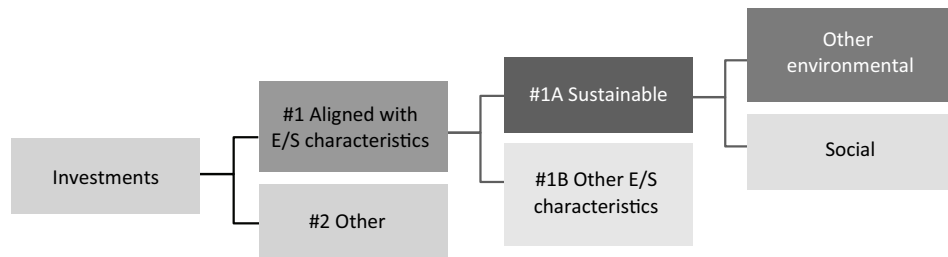 Investments
#1 Aligned with
E/S characteristics
#2 Other
#1A Sustainable
#1B Other E/S
characteristics
Other
environmental
Social